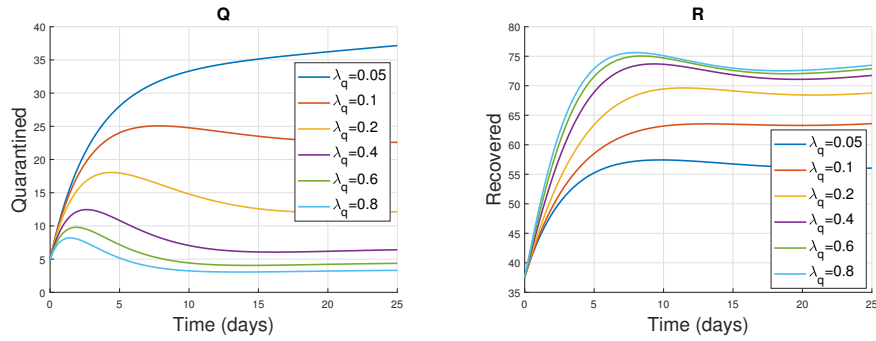 Q
40
35
30
25
20
15
10
5
0
Quarantined
λq=0.05
λq=0.1
λq=0.2
λq=0.4
λq=0.6
λq=0.8
0 5 10 15 20 25
Time (days)
R
80
75
70
65
60
55
50
45
40
35
Recovered
λq=0.05
λq=0.1
λq=0.2
λq=0.4
λq=0.6
λq=0.8
0 5 10 15 20 25
Time (days)